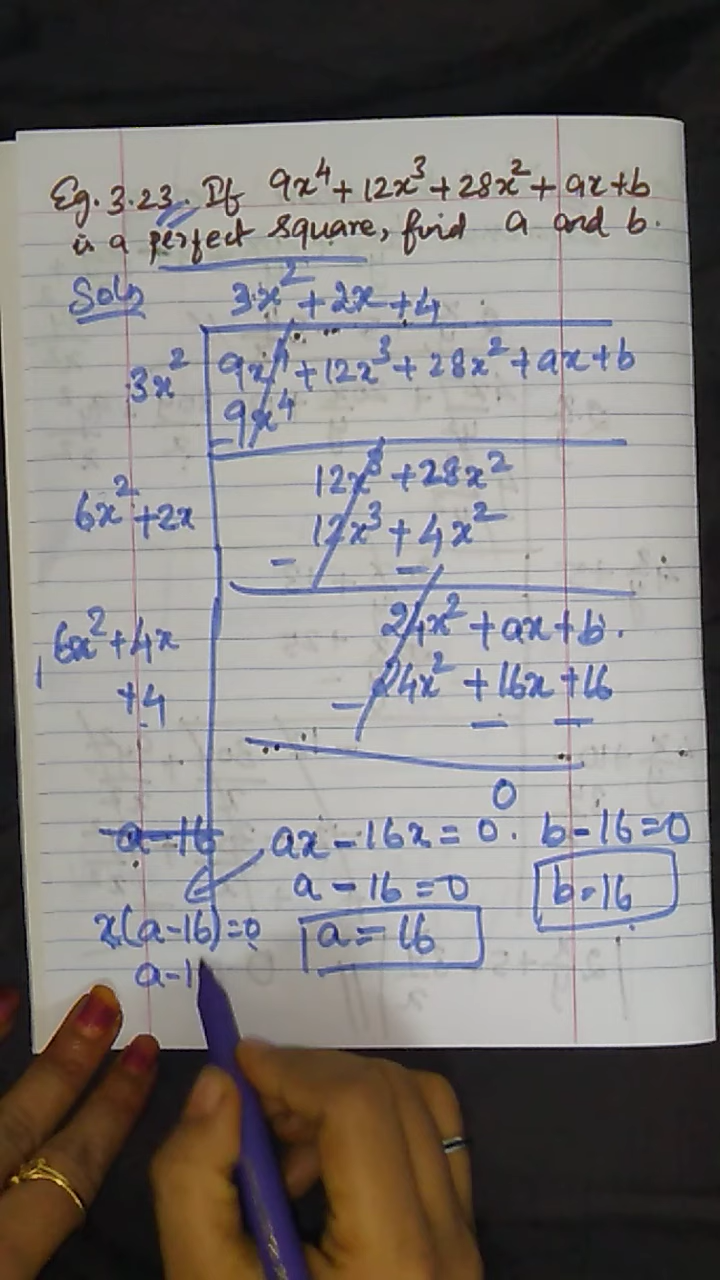 Eg. 3.23. If 9x⁴ + 12x³ + 28x² + ax + b
is a perfect square, find a and b.
Soln
3x² + 2x + 4
3x² 9x⁴ + 12x³ + 28x² + ax + b
9x⁴
−
12x³ + 28x²
6x² + 2x 12x³ + 4x²
− −
6x² + 4x 24x² + ax + b.
+4 24x² + 16x + 16
− − −
0
a − 16 ax − 16x = 0. b − 16 = 0
a − 16 = 0 b = 16
x(a − 16) = 0 a = 16
a − 1